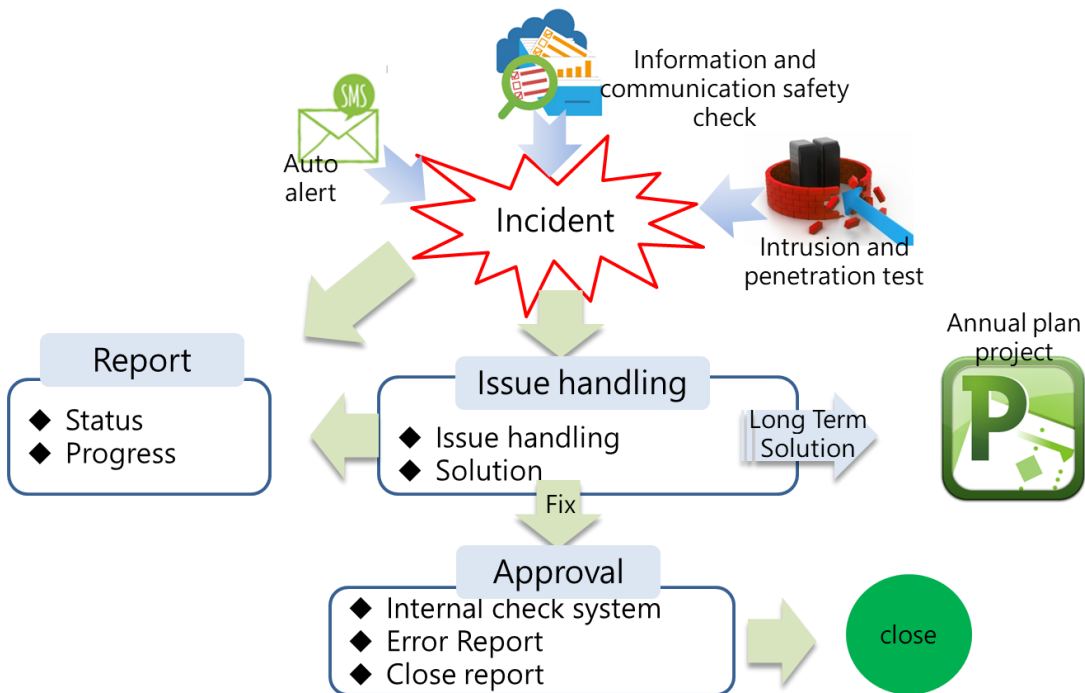 Information and
communication safety
check
SMS
Auto
alert
Incident
Intrusion and
penetration test
Annual plan
project
P
Report
◆ Status
◆ Progress
Issue handling
◆ Issue handling
◆ Solution
Long Term
Solution
Fix
Approval
◆ Internal check system
◆ Error Report
◆ Close report
close